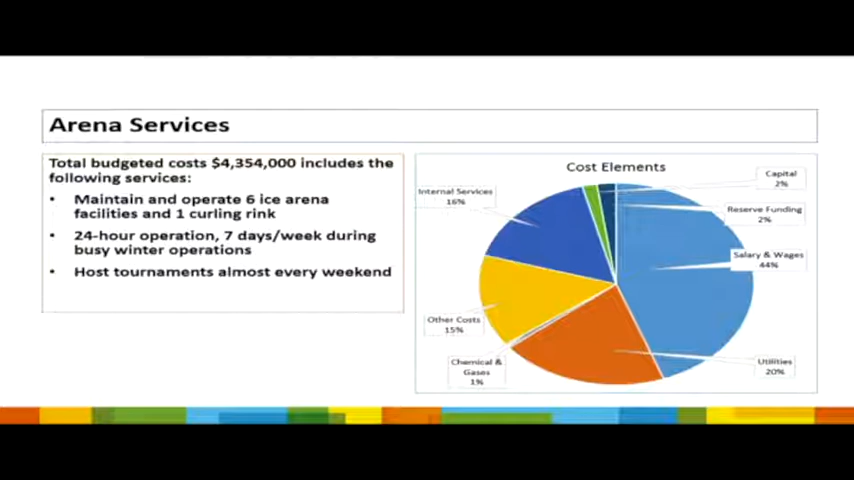 Arena Services
Total budgeted costs $4,354,000 includes the
following services:
• Maintain and operate 6 ice arena
facilities and 1 curling rink
• 24-hour operation, 7 days/week during
busy winter operations
• Host tournaments almost every weekend
Cost Elements
Capital
2%
Internal Services
16%
Reserve Funding
2%
Salary & Wages
44%
Other Costs
15%
Chemical &
Gases
1%
Utilities
20%